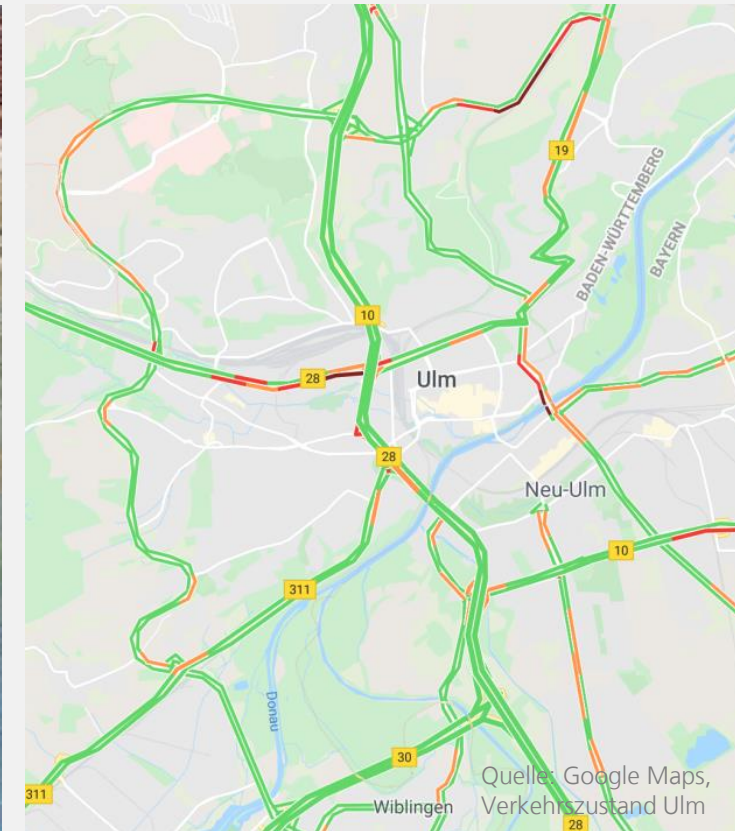 19
BADEN-WÜRTTEMBERG
BAYERN
10
28
Ulm
28
Neu-Ulm
10
311
Donau
30
311
Wiblingen
Quelle: Google Maps,
Verkehrszustand Ulm
28